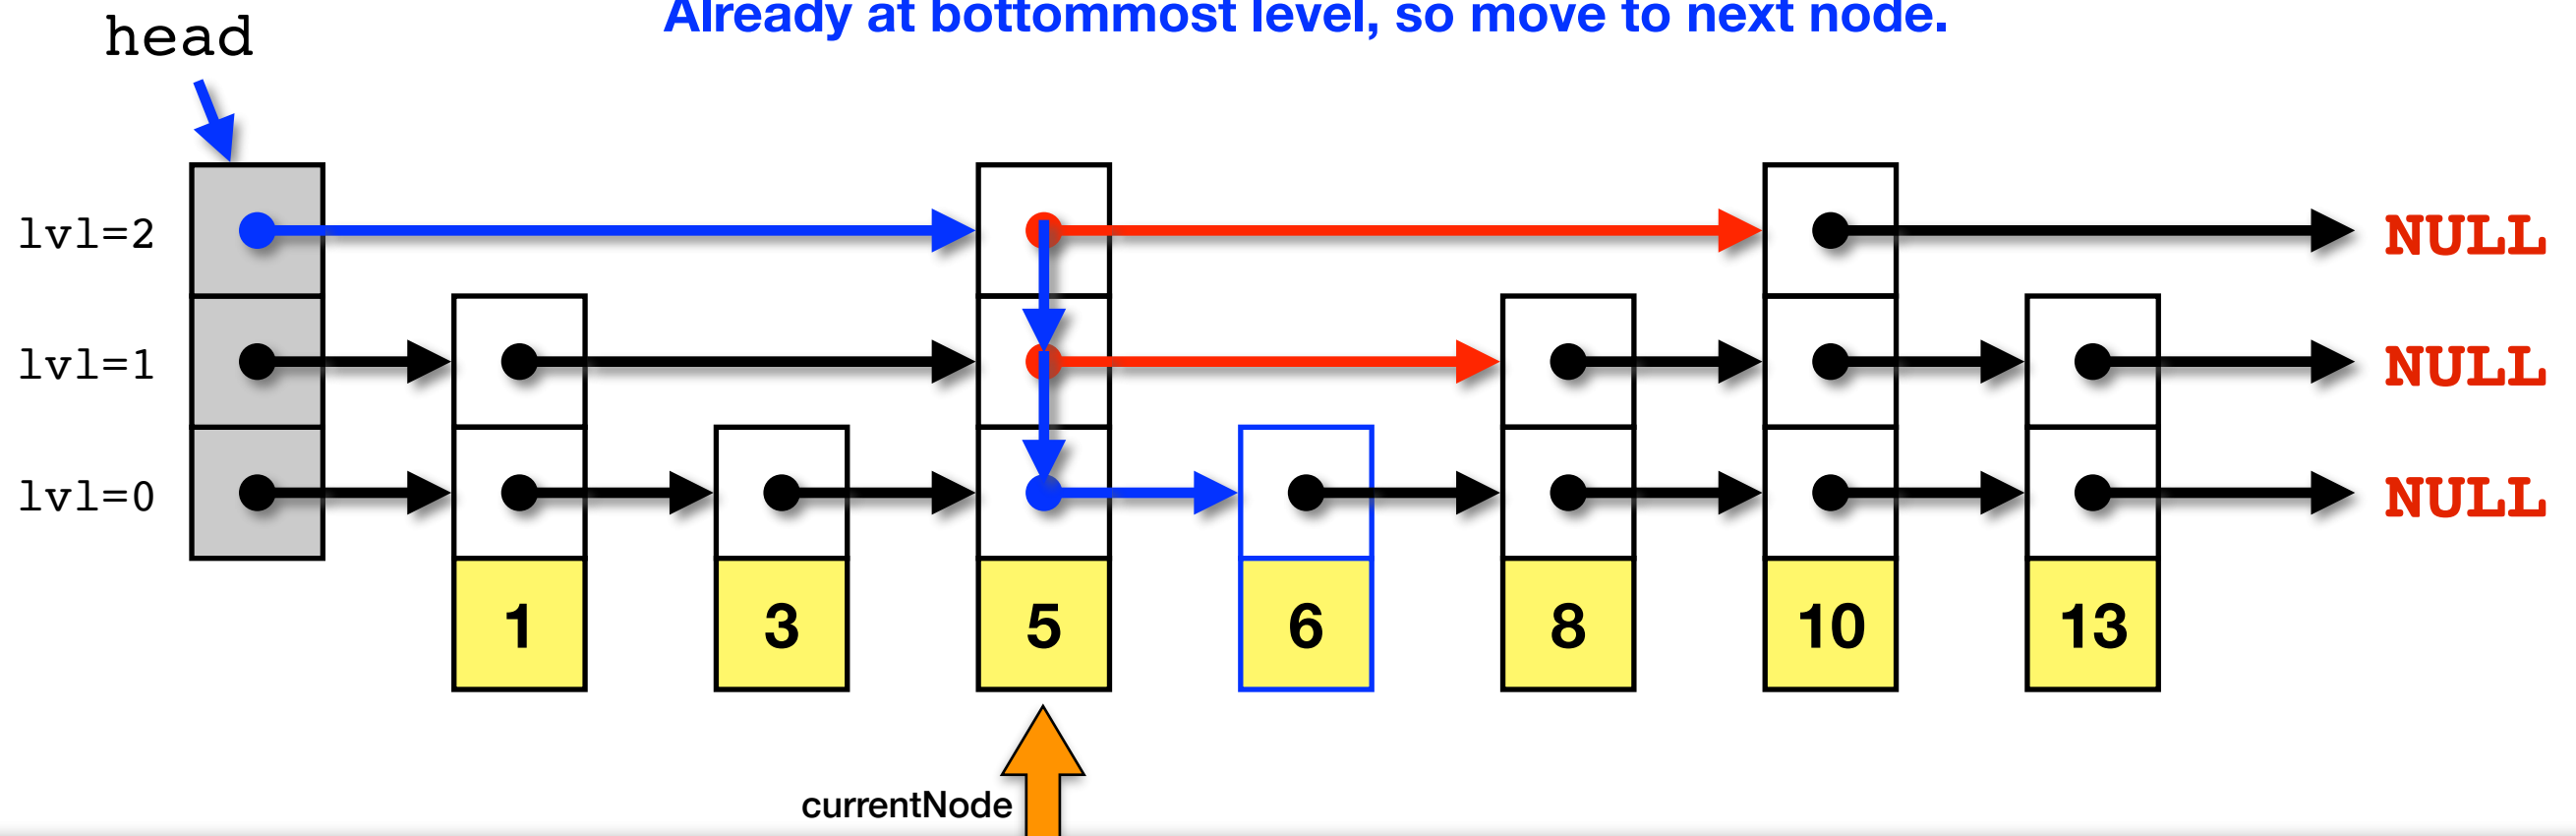 Already at bottommost level, so move to next node.
head
lvl=2 NULL
lvl=1 NULL
lvl=0 NULL
1 3 5 6 8 10 13
currentNode